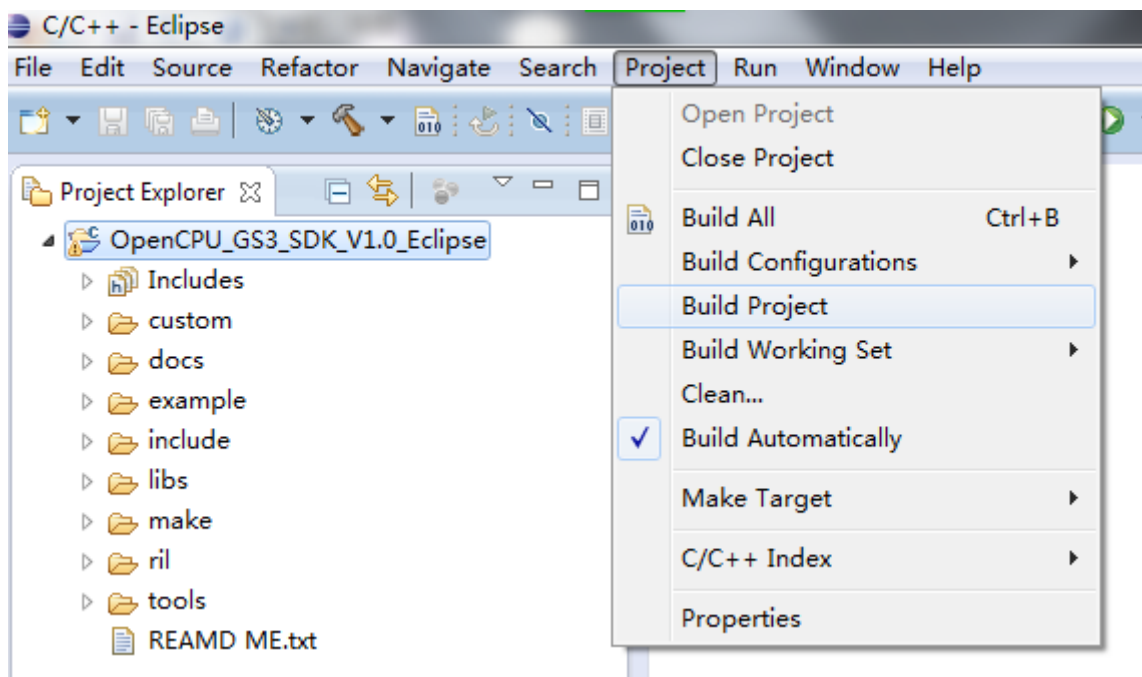 C/C++ - Eclipse
File Edit Source Refactor Navigate Search Project Run Window Help
010
Project Explorer
OpenCPU_GS3_SDK_V1.0_Eclipse
Includes
custom
docs
example
include
libs
make
ril
tools
REAMD ME.txt
Open Project
Close Project
010 Build All Ctrl+B
Build Configurations
Build Project
Build Working Set
Clean...
Build Automatically
Make Target
C/C++ Index
Properties